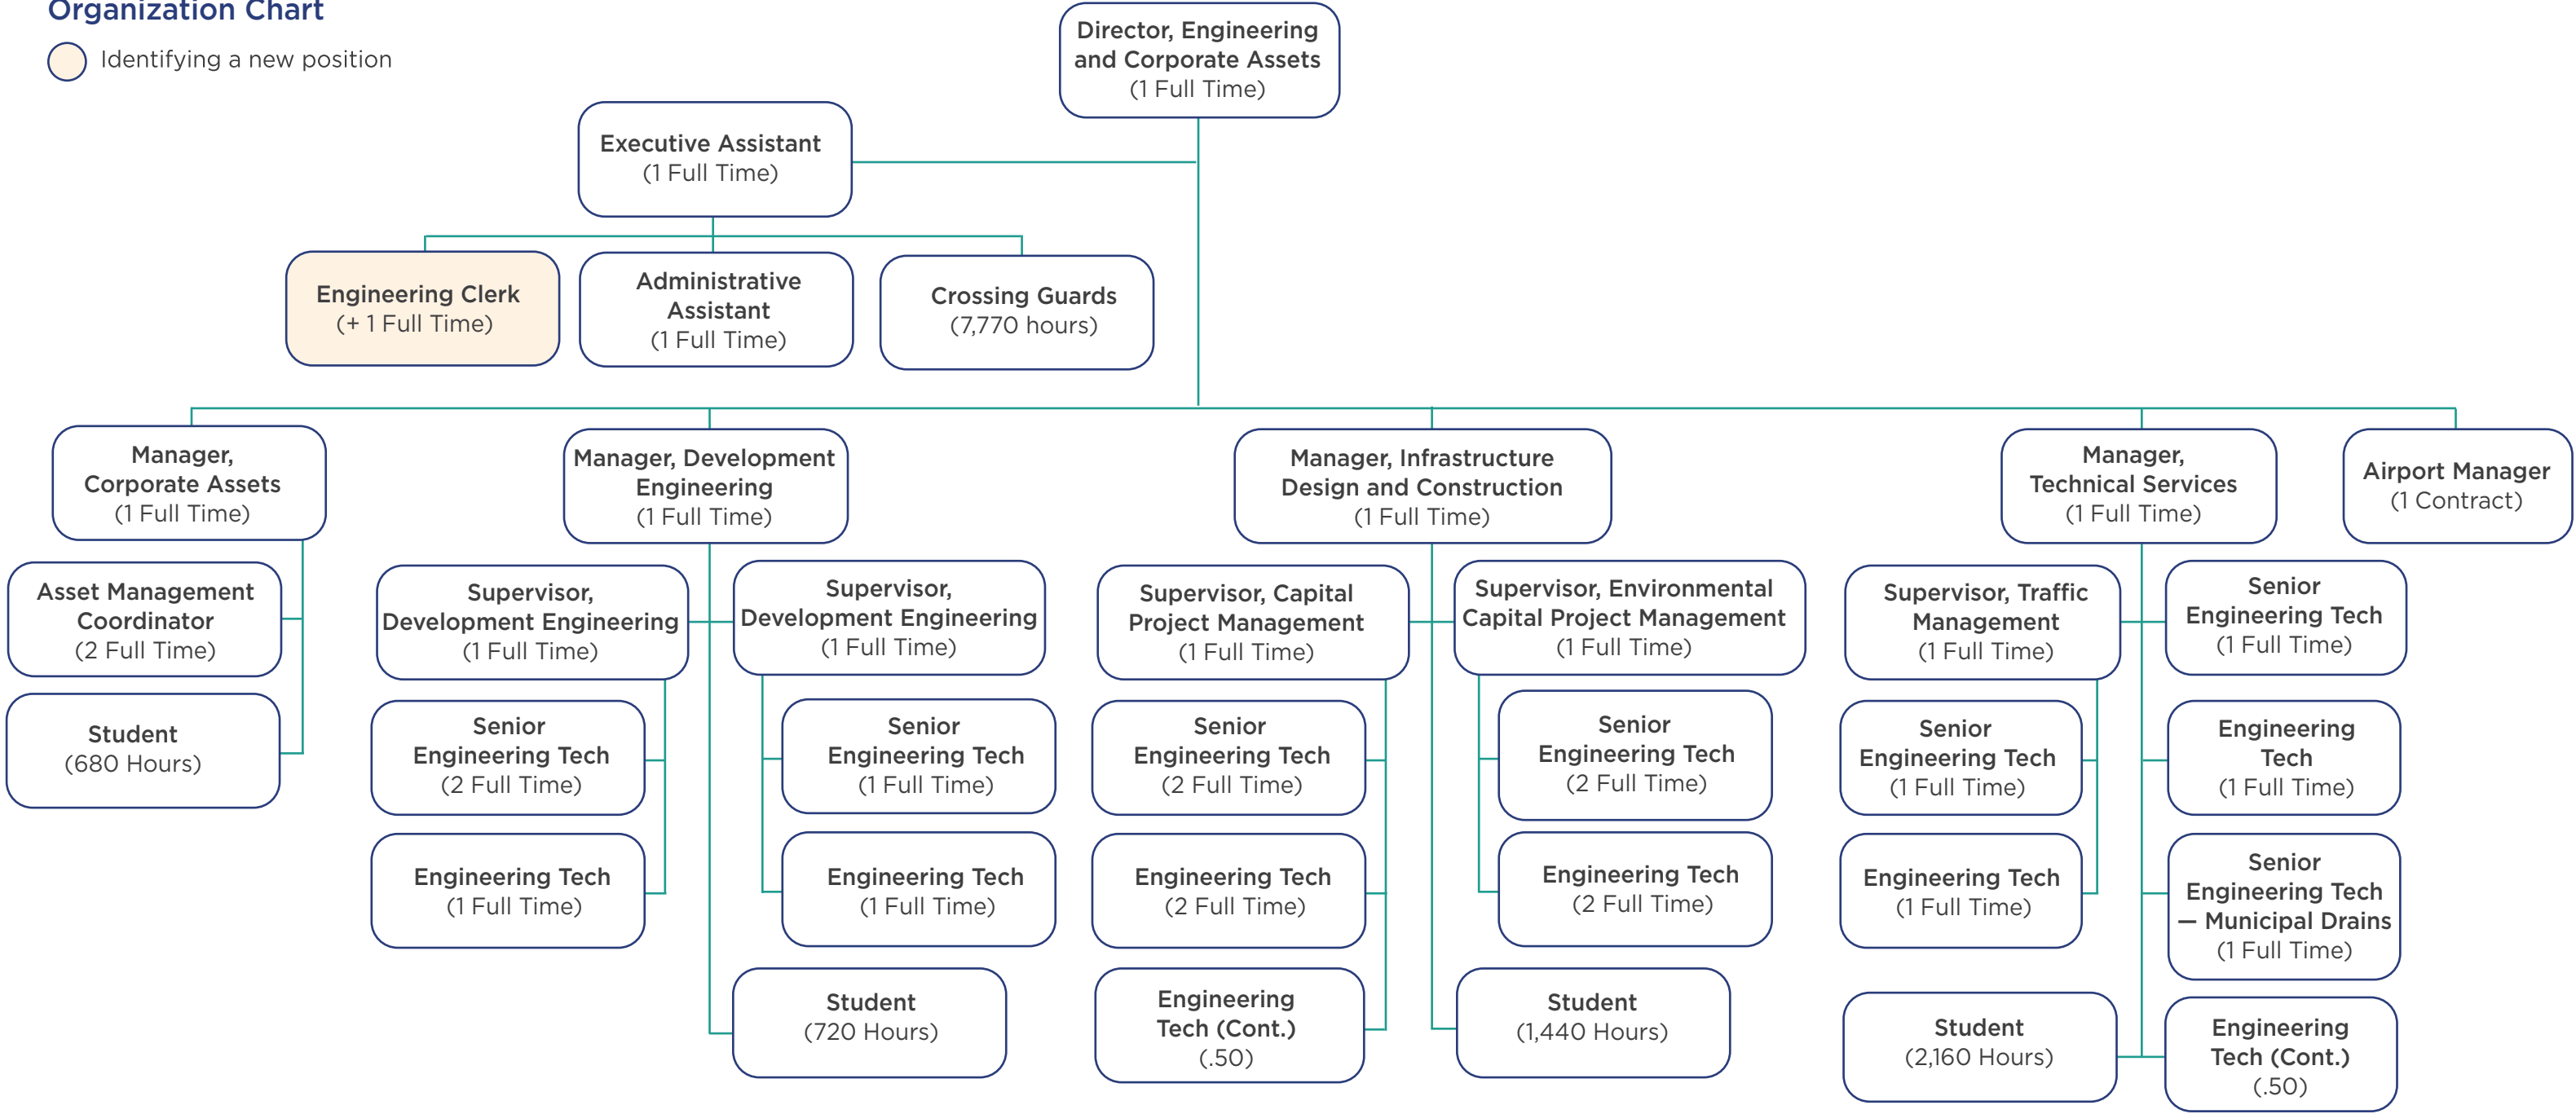 Organization Chart
Identifying a new position
Director, Engineering
and Corporate Assets
(1 Full Time)
Executive Assistant
(1 Full Time)
Engineering Clerk
(+ 1 Full Time)
Administrative
Assistant
(1 Full Time)
Crossing Guards
(7,770 hours)
Manager,
Corporate Assets
(1 Full Time)
Manager, Development
Engineering
(1 Full Time)
Manager, Infrastructure
Design and Construction
(1 Full Time)
Manager,
Technical Services
(1 Full Time)
Airport Manager
(1 Contract)
Asset Management
Coordinator
(2 Full Time)
Student
(680 Hours)
Supervisor,
Development Engineering
(1 Full Time)
Senior
Engineering Tech
(2 Full Time)
Engineering Tech
(1 Full Time)
Supervisor,
Development Engineering
(1 Full Time)
Senior
Engineering Tech
(1 Full Time)
Engineering Tech
(1 Full Time)
Student
(720 Hours)
Supervisor, Capital
Project Management
(1 Full Time)
Senior
Engineering Tech
(2 Full Time)
Engineering Tech
(2 Full Time)
Engineering
Tech (Cont.)
(.50)
Supervisor, Environmental
Capital Project Management
(1 Full Time)
Senior
Engineering Tech
(2 Full Time)
Engineering Tech
(2 Full Time)
Student
(1,440 Hours)
Supervisor, Traffic
Management
(1 Full Time)
Senior
Engineering Tech
(1 Full Time)
Engineering Tech
(1 Full Time)
Student
(2,160 Hours)
Senior
Engineering Tech
(1 Full Time)
Engineering
Tech
(1 Full Time)
Senior
Engineering Tech
— Municipal Drains
(1 Full Time)
Engineering
Tech (Cont.)
(.50)